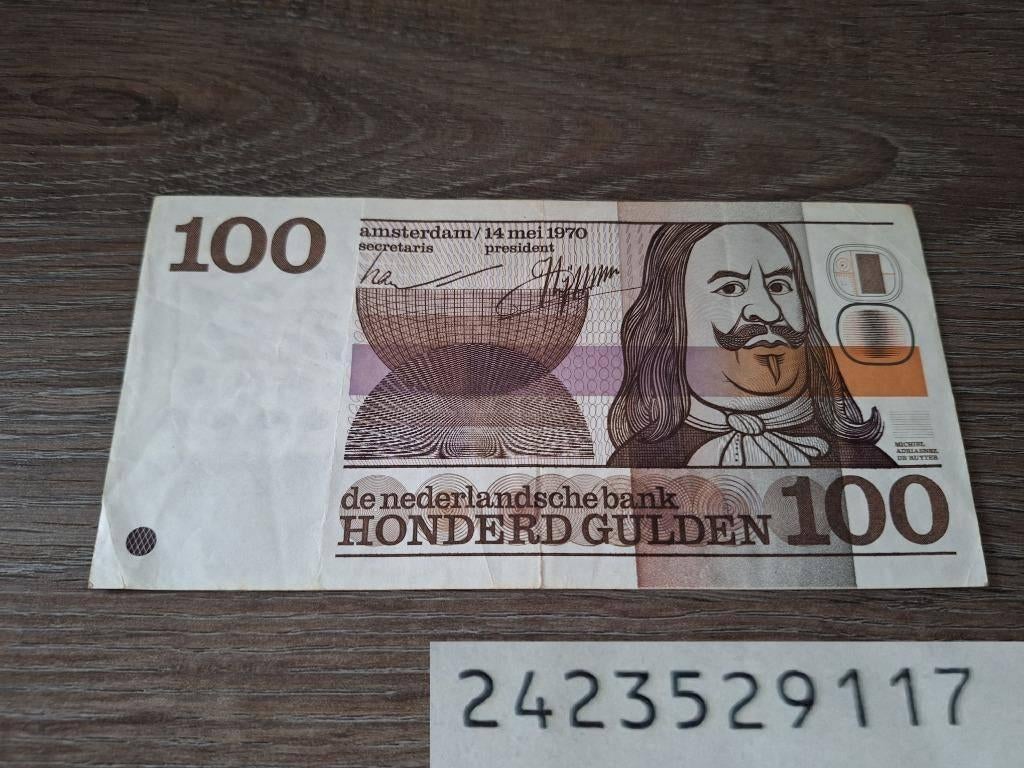 100
amsterdam / 14 mei 1970
secretaris president
MICHIEL
ADRIAENSZ.
DE RUYTER
de nederlandsche bank
HONDERD GULDEN 100
2423529117